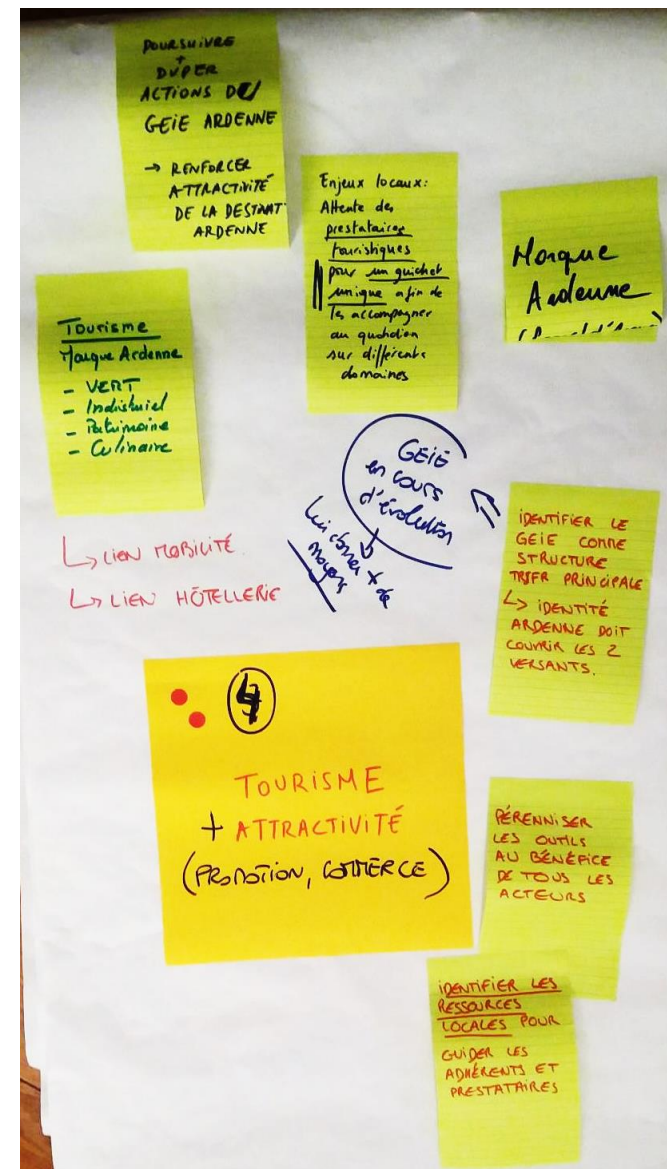 POURSUIVRE
+
DVPER
ACTIONS DU
GEIE ARDENNE
→ RENFORCER
ATTRACTIVITÉ
DE LA DESTINAT°
ARDENNE
Enjeux locaux:
Attente des
prestataires
touristiques
pour un guichet
unique afin de
les accompagner
au quotidien
sur différents
domaines
Marque
Ardenne
Tourisme
Marque Ardenne
- VERT
- Industriel
- Patrimoine
- Culinaire
GEIE
en cours
d'évolution
Lui donner + de
moyens
↳ LIEN MOBILITÉ
↳ LIEN HÔTELLERIE
IDENTIFIER LE
GEIE COMME
STRUCTURE
TRSFR PRINCIPALE
↳ IDENTITÉ
ARDENNE DOIT
COUVRIR LES 2
VERSANTS.
4
TOURISME
+ ATTRACTIVITÉ
(PROMOTION, COMMERCE)
PÉRENNISER
LES OUTILS
AU BÉNÉFICE
DE TOUS LES
ACTEURS
IDENTIFIER LES
RESSOURCES
LOCALES POUR
GUIDER LES
ADHÉRENTS ET
PRESTATAIRES